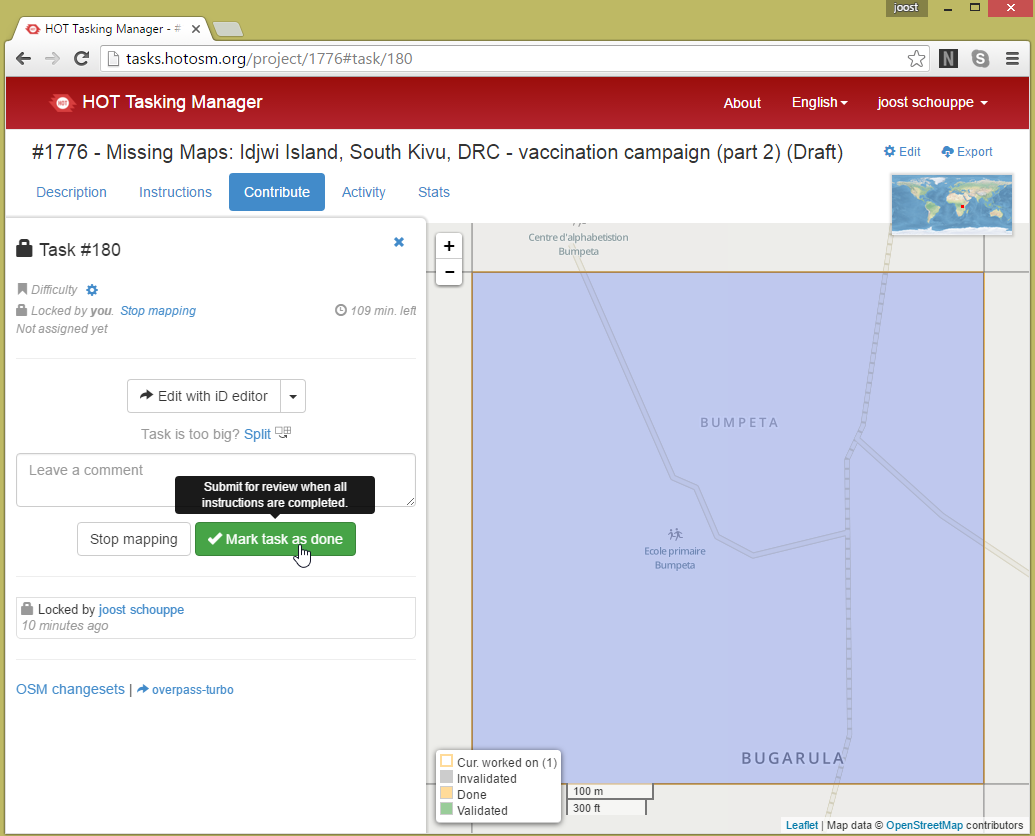 joost
HOT Tasking Manager - #
tasks.hotosm.org/project/1776#task/180
N
S
HOT
HOT Tasking Manager
About
English
joost schouppe
#1776 - Missing Maps: Idjwi Island, South Kivu, DRC - vaccination campaign (part 2) (Draft)
Edit
Export
Description
Instructions
Contribute
Activity
Stats
Task #180
Difficulty
Locked by you. Stop mapping
109 min. left
Not assigned yet
Edit with iD editor
Task is too big? Split
Leave a comment
Submit for review when all
instructions are completed.
Stop mapping
Mark task as done
Locked by joost schouppe
10 minutes ago
OSM changesets | overpass-turbo
+
−
Centre d'alphabetistion
Bumpeta
BUMPETA
Ecole primaire
Bumpeta
BUGARULA
Cur. worked on (1)
Invalidated
Done
Validated
100 m
300 ft
Leaflet | Map data © OpenStreetMap contributors